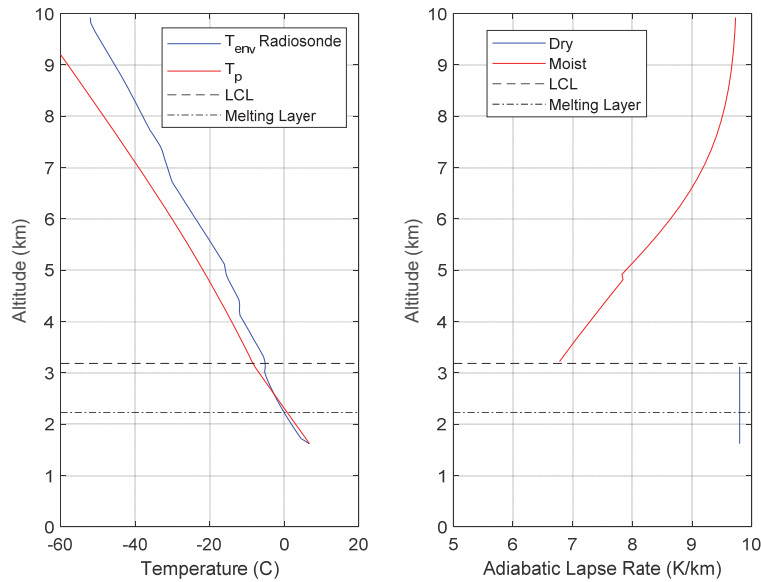 10
9
8
7
6
5
4
3
2
1
0
-60
-40
-20
0
20
Altitude (km)
Temperature (C)
T_env Radiosonde
T_p
LCL
Melting Layer
10
9
8
7
6
5
4
3
2
1
0
5
6
7
8
9
10
Altitude (km)
Adiabatic Lapse Rate (K/km)
Dry
Moist
LCL
Melting Layer